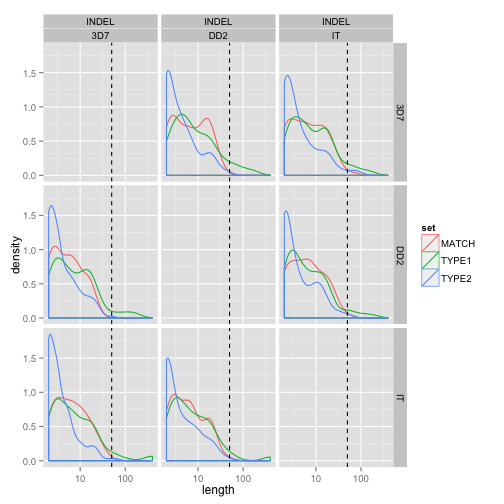 INDEL INDEL INDEL
3D7 DD2 IT
1.5
1.0
0.5
0.0
3D7
1.5
1.0
0.5
0.0
DD2
1.5
1.0
0.5
0.0
IT
density
set
MATCH
TYPE1
TYPE2
10 100 10 100 10 100
length